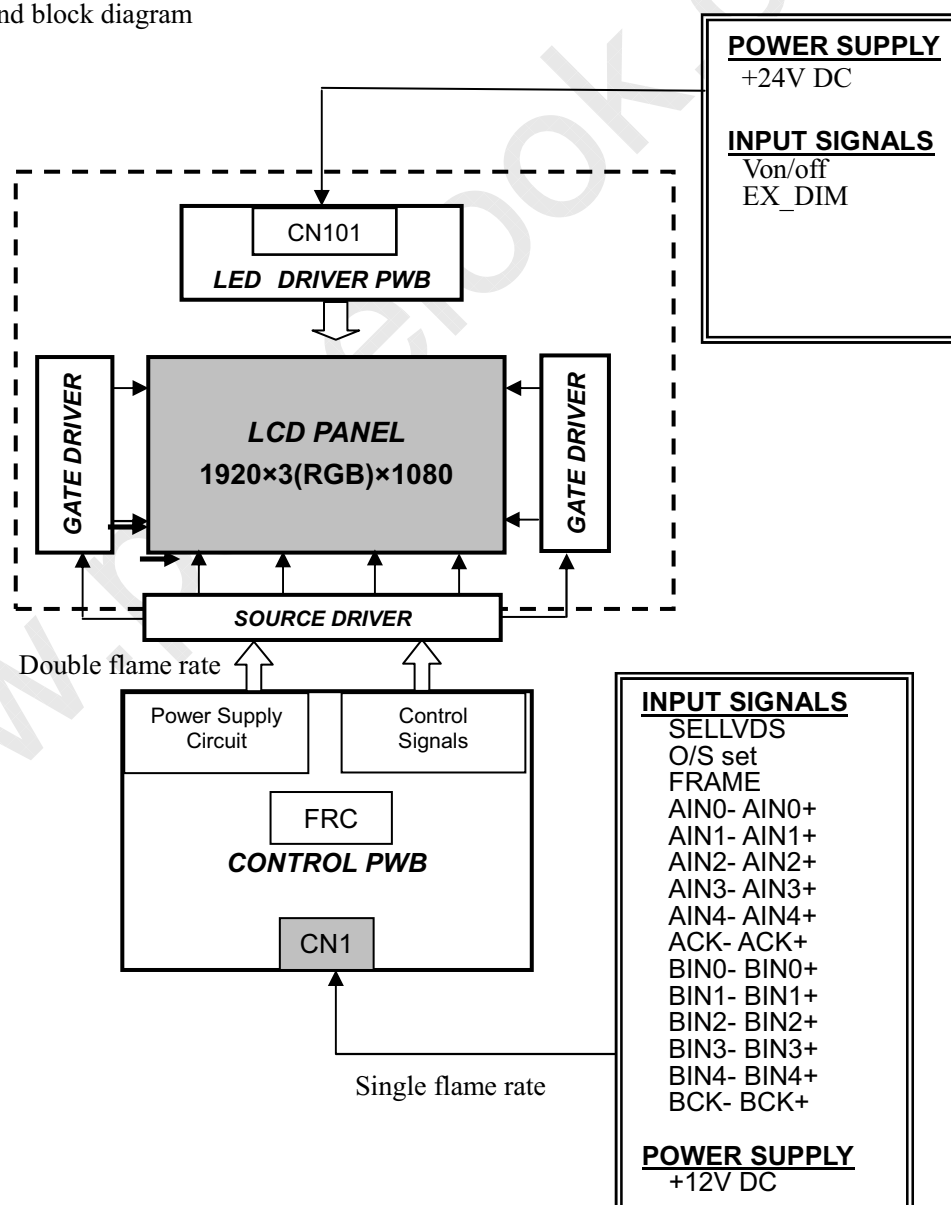 nd block diagram
POWER SUPPLY
+24V DC
INPUT SIGNALS
Von/off
EX_DIM
CN101
LED DRIVER PWB
GATE DRIVER
LCD PANEL
1920×3(RGB)×1080
GATE DRIVER
SOURCE DRIVER
Double flame rate
Power Supply
Circuit
Control
Signals
FRC
CONTROL PWB
CN1
Single flame rate
INPUT SIGNALS
SELLVDS
O/S set
FRAME
AIN0- AIN0+
AIN1- AIN1+
AIN2- AIN2+
AIN3- AIN3+
AIN4- AIN4+
ACK- ACK+
BIN0- BIN0+
BIN1- BIN1+
BIN2- BIN2+
BIN3- BIN3+
BIN4- BIN4+
BCK- BCK+
POWER SUPPLY
+12V DC